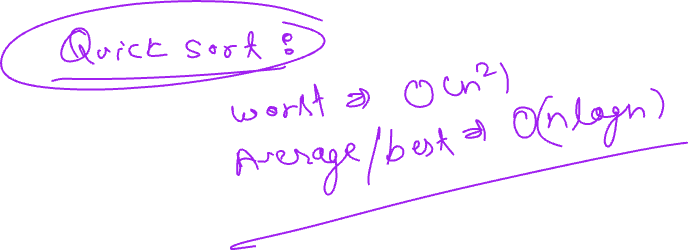 Quick sort :
worst ⇒ O(n²)
Average/best ⇒ O(nlogn)